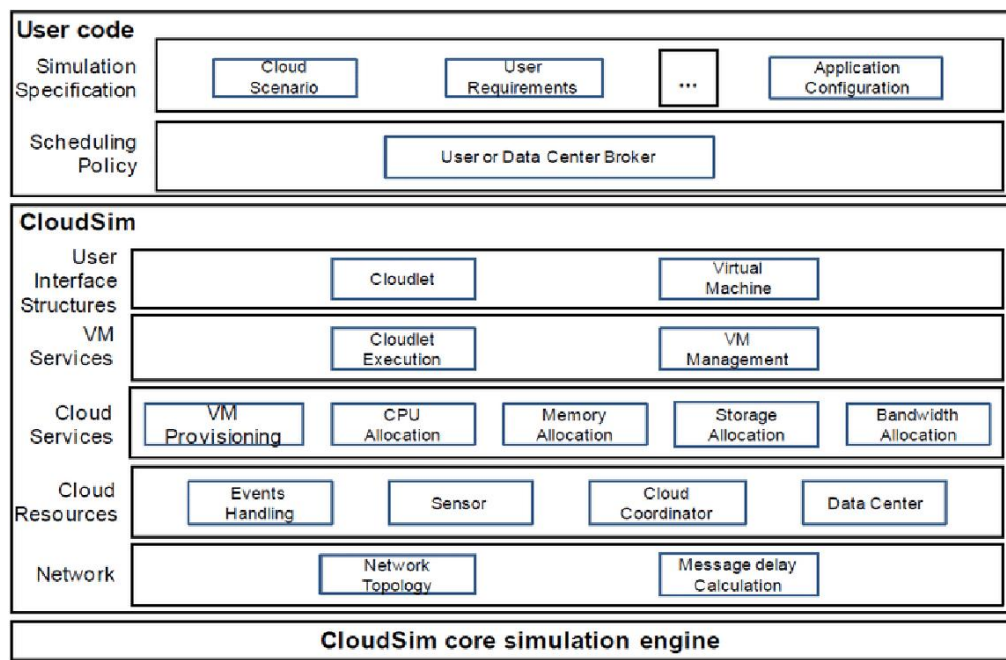 User code
Simulation
Specification
Cloud
Scenario
User
Requirements
...
Application
Configuration
Scheduling
Policy
User or Data Center Broker
CloudSim
User
Interface
Structures
Cloudlet
Virtual
Machine
VM
Services
Cloudlet
Execution
VM
Management
Cloud
Services
VM
Provisioning
CPU
Allocation
Memory
Allocation
Storage
Allocation
Bandwidth
Allocation
Cloud
Resources
Events
Handling
Sensor
Cloud
Coordinator
Data Center
Network
Network
Topology
Message delay
Calculation
CloudSim core simulation engine